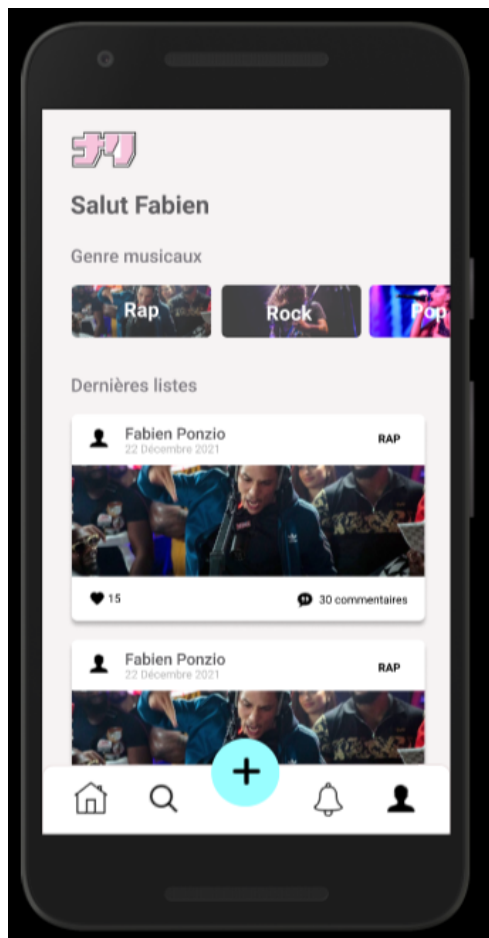 Salut Fabien
Genre musicaux
Rap
Rock
Pop
Dernières listes
Fabien Ponzio
RAP
22 Décembre 2021
15
30 commentaires
Fabien Ponzio
RAP
22 Décembre 2021
+